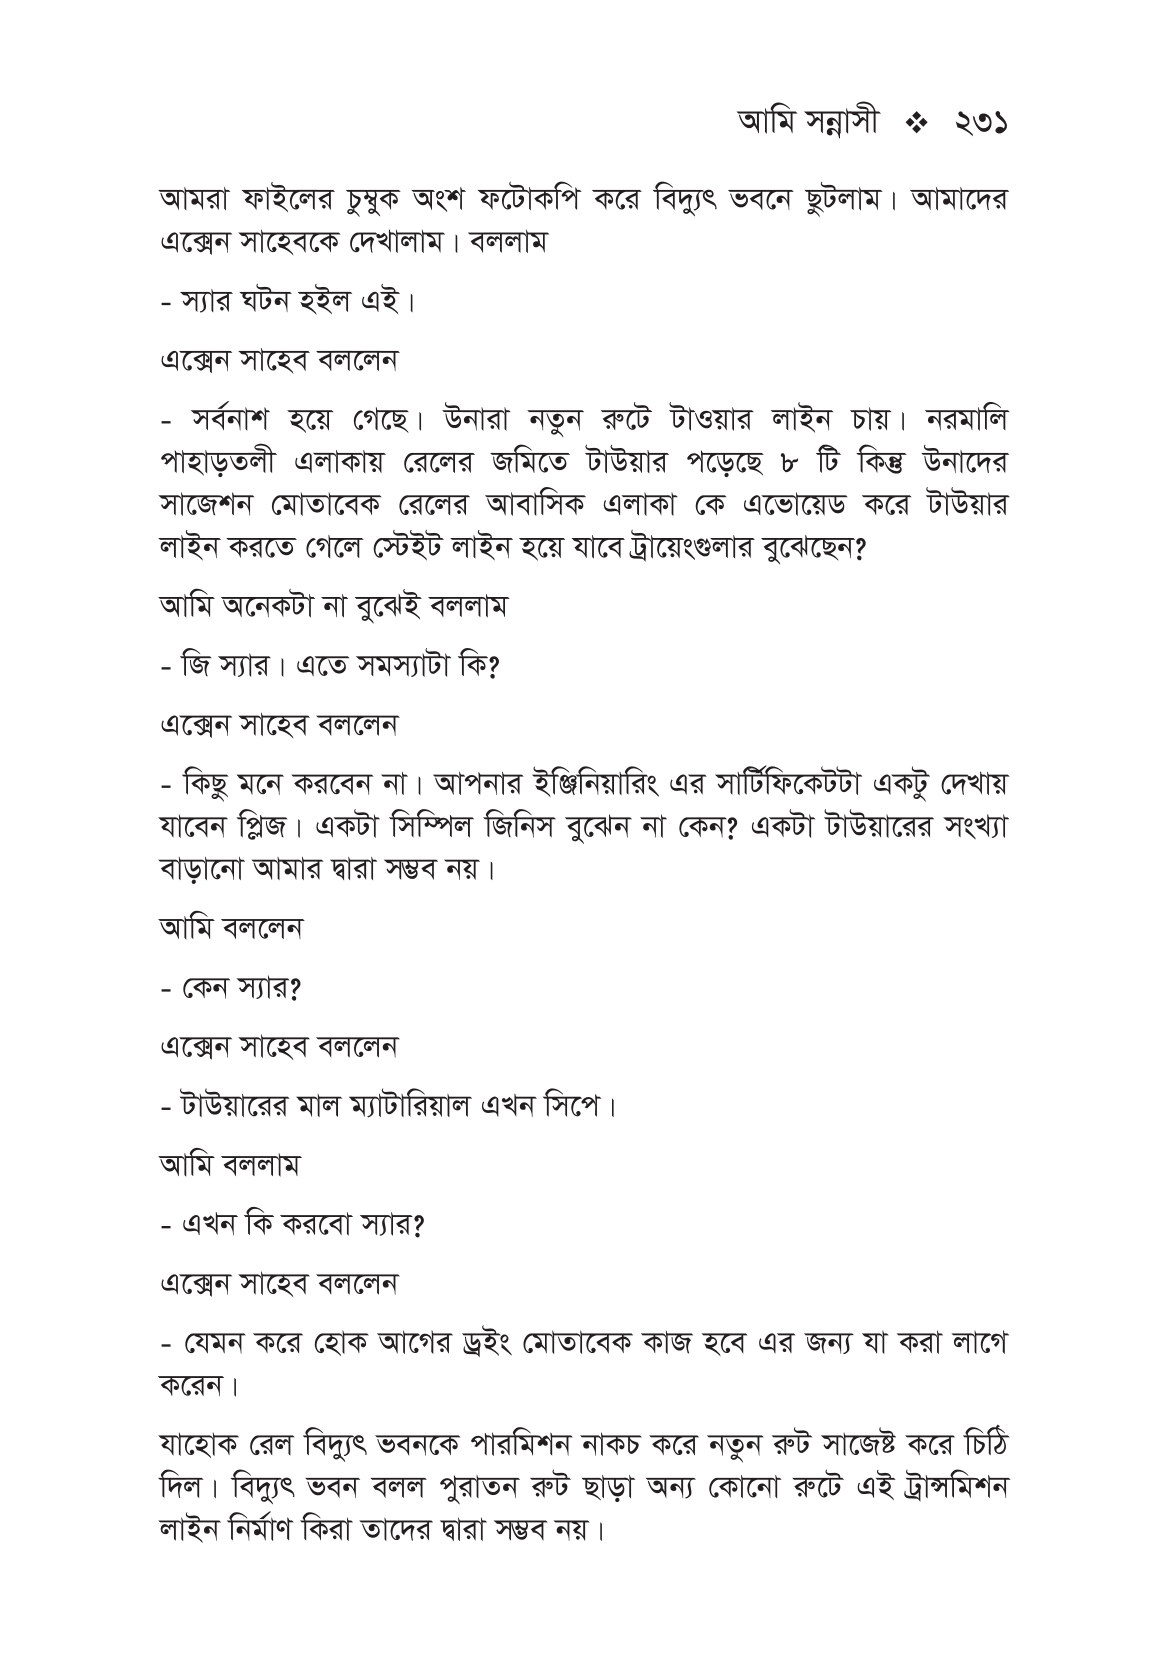 আমি সন্নাসী ❖ ২৩১
আমরা ফাইলের চুম্বুক অংশ ফটোকপি করে বিদ্যুৎ ভবনে ছুটলাম। আমাদের
এক্সেন সাহেবকে দেখালাম। বললাম
- স্যার ঘটন হইল এই।
এক্সেন সাহেব বললেন
- সর্বনাশ হয়ে গেছে। উনারা নতুন রুটে টাওয়ার লাইন চায়। নরমালি
পাহাড়তলী এলাকায় রেলের জমিতে টাউয়ার পড়েছে ৮ টি কিন্তু উনাদের
সাজেশন মোতাবেক রেলের আবাসিক এলাকা কে এভোয়েড করে টাউয়ার
লাইন করতে গেলে স্টেইট লাইন হয়ে যাবে ট্রায়েংগুলার বুঝেছেন?
আমি অনেকটা না বুঝেই বললাম
- জি স্যার। এতে সমস্যাটা কি?
এক্সেন সাহেব বললেন
- কিছু মনে করবেন না। আপনার ইঞ্জিনিয়ারিং এর সার্টিফিকেটটা একটু দেখায়
যাবেন প্লিজ। একটা সিম্পিল জিনিস বুঝেন না কেন? একটা টাউয়ারের সংখ্যা
বাড়ানো আমার দ্বারা সম্ভব নয়।
আমি বললেন
- কেন স্যার?
এক্সেন সাহেব বললেন
- টাউয়ারের মাল ম্যাটারিয়াল এখন সিপে।
আমি বললাম
- এখন কি করবো স্যার?
এক্সেন সাহেব বললেন
- যেমন করে হোক আগের ড্রইং মোতাবেক কাজ হবে এর জন্য যা করা লাগে
করেন।
যাহোক রেল বিদ্যুৎ ভবনকে পারমিশন নাকচ করে নতুন রুট সাজেষ্ট করে চিঠি
দিল। বিদ্যুৎ ভবন বলল পুরাতন রুট ছাড়া অন্য কোনো রুটে এই ট্রান্সমিশন
লাইন নির্মাণ কিরা তাদের দ্বারা সম্ভব নয়।